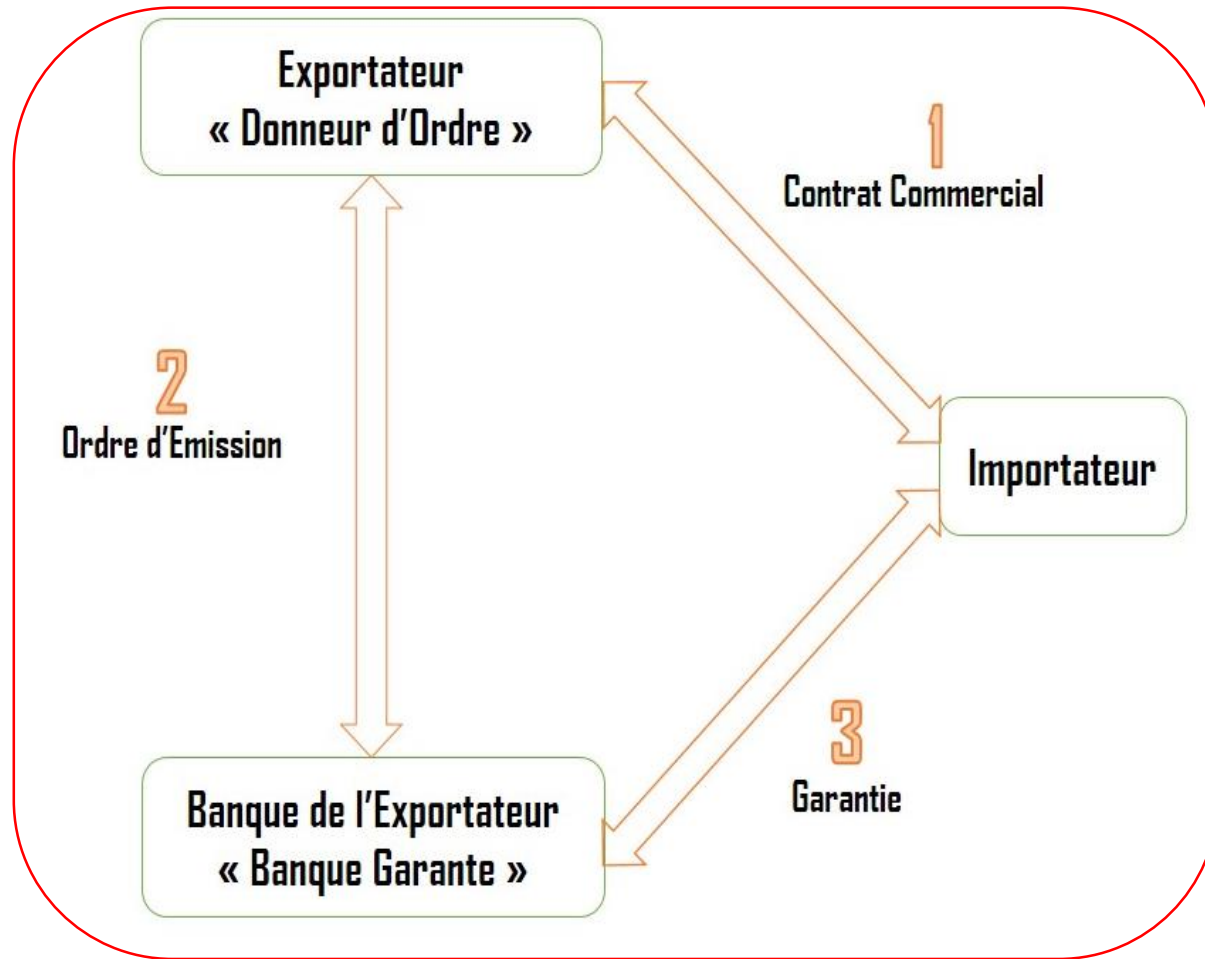 Exportateur
« Donneur d'Ordre »
1
Contrat Commercial
2
Ordre d'Emission
Importateur
3
Garantie
Banque de l'Exportateur
« Banque Garante »